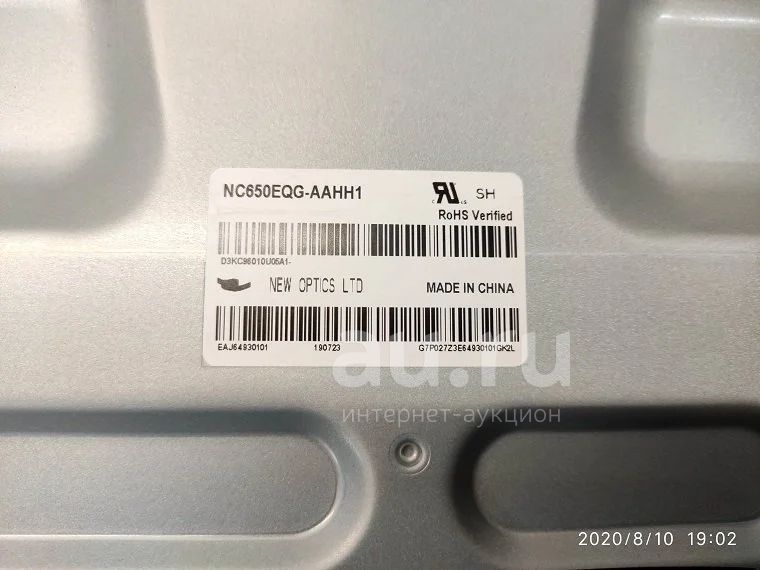 NC650EQG-AAHH1
SH
RoHS Verified
D3KC96010U05A1-
NEW OPTICS LTD
MADE IN CHINA
EAJ64930101 190723 G7P027Z3E64930101GK2L
au.ru
интернет-аукцион
2020/8/10 19:02